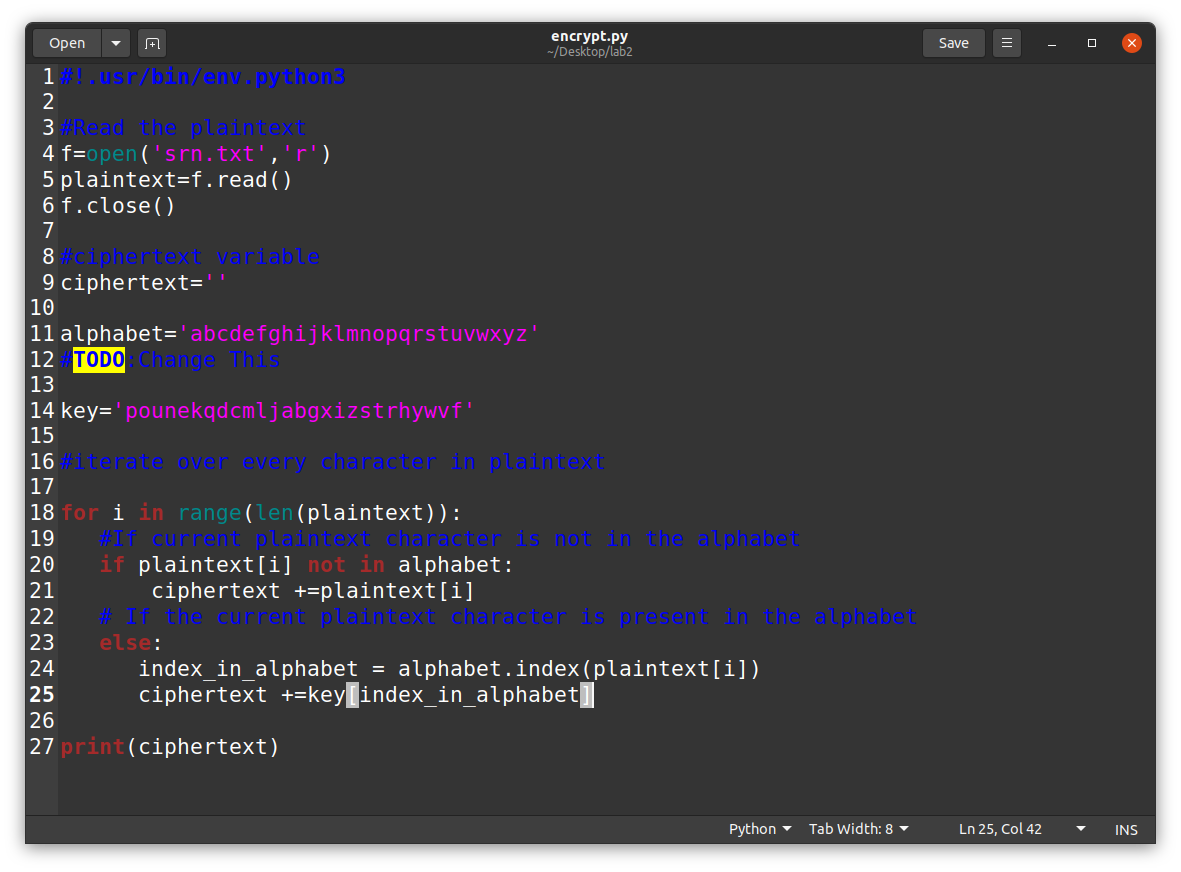 Open
encrypt.py
~/Desktop/lab2
Save
1 #!.usr/bin/env.python3
2
3 #Read the plaintext
4 f=open('srn.txt','r')
5 plaintext=f.read()
6 f.close()
7
8 #ciphertext variable
9 ciphertext=''
10
11 alphabet='abcdefghijklmnopqrstuvwxyz'
12 #TODO:Change This
13
14 key='pounekqdcmljabgxizstrhywvf'
15
16 #iterate over every character in plaintext
17
18 for i in range(len(plaintext)):
19    #If current plaintext character is not in the alphabet
20    if plaintext[i] not in alphabet:
21        ciphertext +=plaintext[i]
22    # If the current plaintext character is present in the alphabet
23    else:
24       index_in_alphabet = alphabet.index(plaintext[i])
25       ciphertext +=key[index_in_alphabet]
26
27 print(ciphertext)
Python Tab Width: 8 Ln 25, Col 42 INS